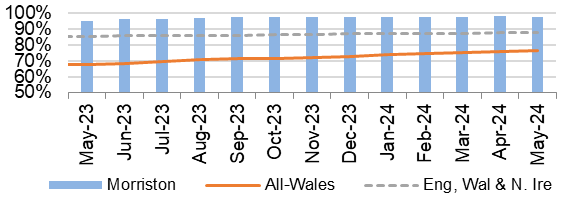 100%
90%
80%
70%
60%
50%
May-23
Jun-23
Jul-23
Aug-23
Sep-23
Oct-23
Nov-23
Dec-23
Jan-24
Feb-24
Mar-24
Apr-24
May-24
Morriston All-Wales Eng, Wal & N. Ire